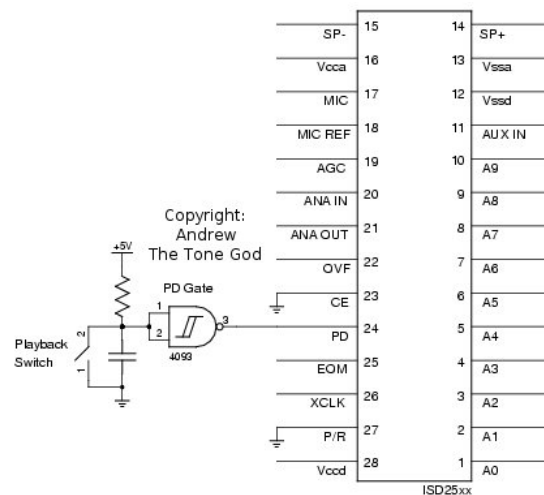 SP- 15 14 SP+
Vcca 16 13 Vssa
MIC 17 12 Vssd
MIC REF 18 11 AUX IN
AGC 19 10 A9
ANA IN 20 9 A8
ANA OUT 21 8 A7
OVF 22 7 A6
CE 23 6 A5
PD 24 5 A4
EOM 25 4 A3
XCLK 26 3 A2
P/R 27 2 A1
Vccd 28 1 A0
ISD25xx
Copyright:
Andrew
The Tone God
+5V
PD Gate
1
2
3
4093
Playback
Switch
2
1